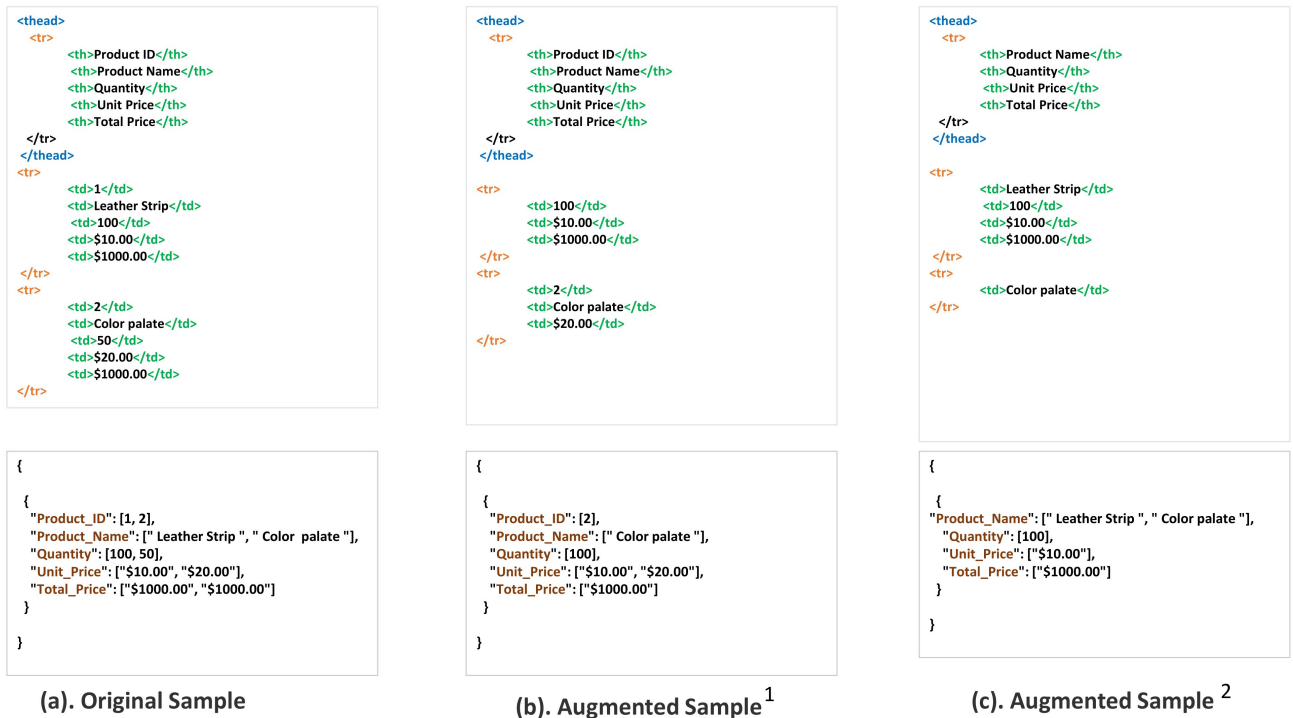 <thead>
<tr>
<th>Product ID</th>
<th>Product Name</th>
<th>Quantity</th>
<th>Unit Price</th>
<th>Total Price</th>
</tr>
</thead>
<tr>
<td>1</td>
<td>Leather Strip</td>
<td>100</td>
<td>$10.00</td>
<td>$1000.00</td>
</tr>
<tr>
<td>2</td>
<td>Color palate</td>
<td>50</td>
<td>$20.00</td>
<td>$1000.00</td>
</tr>
{
{
"Product_ID": [1, 2],
"Product_Name": [" Leather Strip ", " Color  palate "],
"Quantity": [100, 50],
"Unit_Price": ["$10.00", "$20.00"],
"Total_Price": ["$1000.00", "$1000.00"]
}
}
(a). Original Sample
<thead>
<tr>
<th>Product ID</th>
<th>Product Name</th>
<th>Quantity</th>
<th>Unit Price</th>
<th>Total Price</th>
</tr>
</thead>
<tr>
<td>100</td>
<td>$10.00</td>
<td>$1000.00</td>
</tr>
<tr>
<td>2</td>
<td>Color palate</td>
<td>$20.00</td>
</tr>
{
{
"Product_ID": [2],
"Product_Name": [" Color palate "],
"Quantity": [100],
"Unit_Price": ["$10.00", "$20.00"],
"Total_Price": ["$1000.00"]
}
}
(b). Augmented Sample 1
<thead>
<tr>
<th>Product Name</th>
<th>Quantity</th>
<th>Unit Price</th>
<th>Total Price</th>
</tr>
</thead>
<tr>
<td>Leather Strip</td>
<td>100</td>
<td>$10.00</td>
<td>$1000.00</td>
</tr>
<tr>
<td>Color palate</td>
</tr>
{
{
"Product_Name": [" Leather Strip ", " Color palate "],
"Quantity": [100],
"Unit_Price": ["$10.00"],
"Total_Price": ["$1000.00"]
}
}
(c). Augmented Sample 2